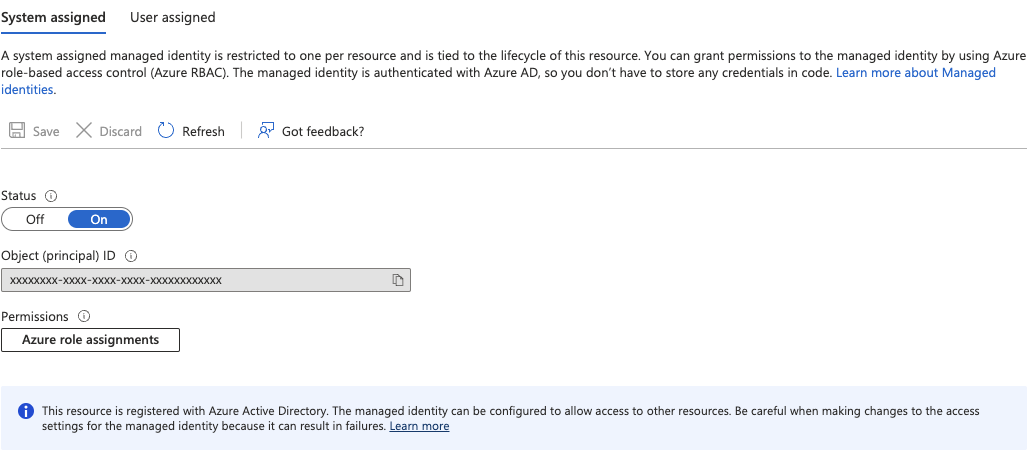 System assigned User assigned
A system assigned managed identity is restricted to one per resource and is tied to the lifecycle of this resource. You can grant permissions to the managed identity by using Azure
role-based access control (Azure RBAC). The managed identity is authenticated with Azure AD, so you don't have to store any credentials in code. Learn more about Managed
identities.
Save Discard Refresh Got feedback?
Status
Off On
Object (principal) ID
xxxxxxxx-xxxx-xxxx-xxxx-xxxxxxxxxxxx
Permissions
Azure role assignments
This resource is registered with Azure Active Directory. The managed identity can be configured to allow access to other resources. Be careful when making changes to the access
settings for the managed identity because it can result in failures. Learn more